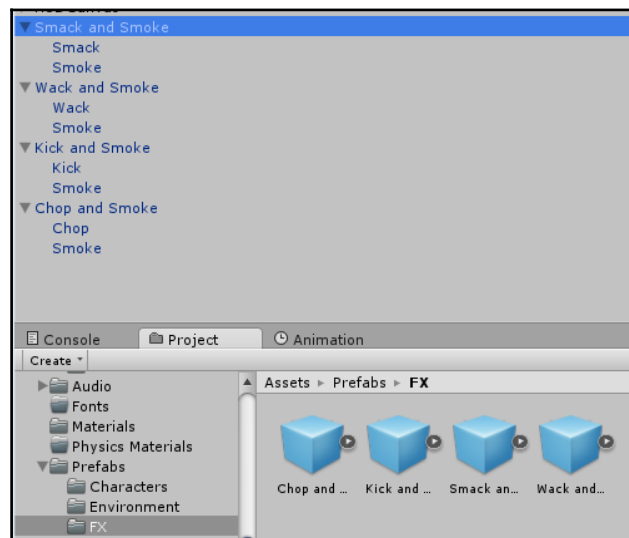 Smack and Smoke
Smack
Smoke
Wack and Smoke
Wack
Smoke
Kick and Smoke
Kick
Smoke
Chop and Smoke
Chop
Smoke
Console Project Animation
Create
Audio
Fonts
Materials
Physics Materials
Prefabs
Characters
Environment
FX
Assets Prefabs FX
Chop and ... Kick and ... Smack an... Wack and...